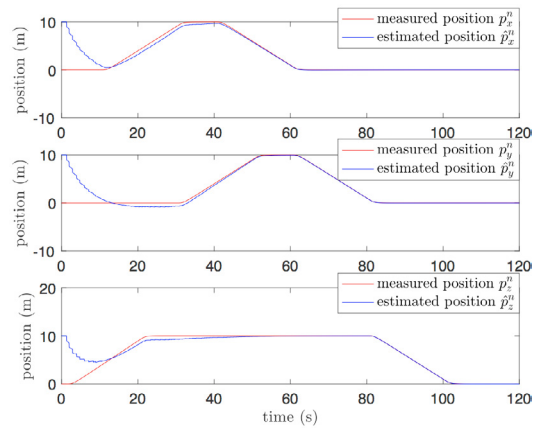 10
0
-10
position (m)
measured position p_x^n
estimated position p̂_x^n
0 20 40 60 80 100 120
10
0
10
position (m)
measured position p_y^n
estimated position p̂_y^n
0 20 40 60 80 100 120
20
10
0
position (m)
measured position p_z^n
estimated position p̂_z^n
0 20 40 60 80 100 120
time (s)